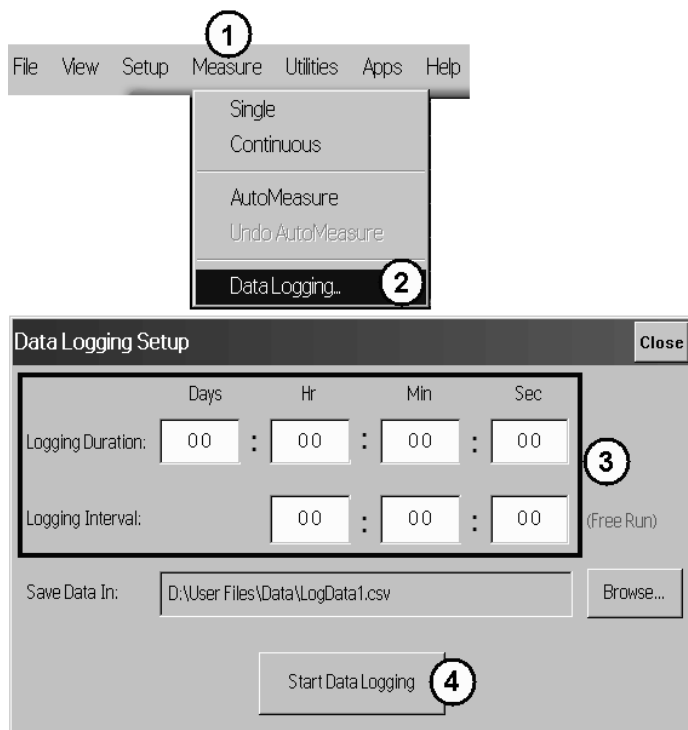 1
File View Setup Measure Utilities Apps Help
Single
Continuous
AutoMeasure
Undo AutoMeasure
Data Logging... 2
Data Logging Setup Close
Days Hr Min Sec
Logging Duration: 00 : 00 : 00 : 00
3
Logging Interval: 00 : 00 : 00 (Free Run)
Save Data In: D:\User Files\Data\LogData1.csv Browse...
Start Data Logging 4